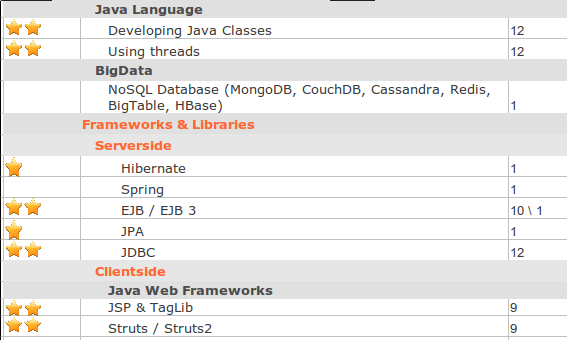 Java Language
Developing Java Classes 12
Using threads 12
BigData
NoSQL Database (MongoDB, CouchDB, Cassandra, Redis,
BigTable, HBase) 1
Frameworks & Libraries
Serverside
Hibernate 1
Spring 1
EJB / EJB 3 10 \ 1
JPA 1
JDBC 12
Clientside
Java Web Frameworks
JSP & TagLib 9
Struts / Struts2 9